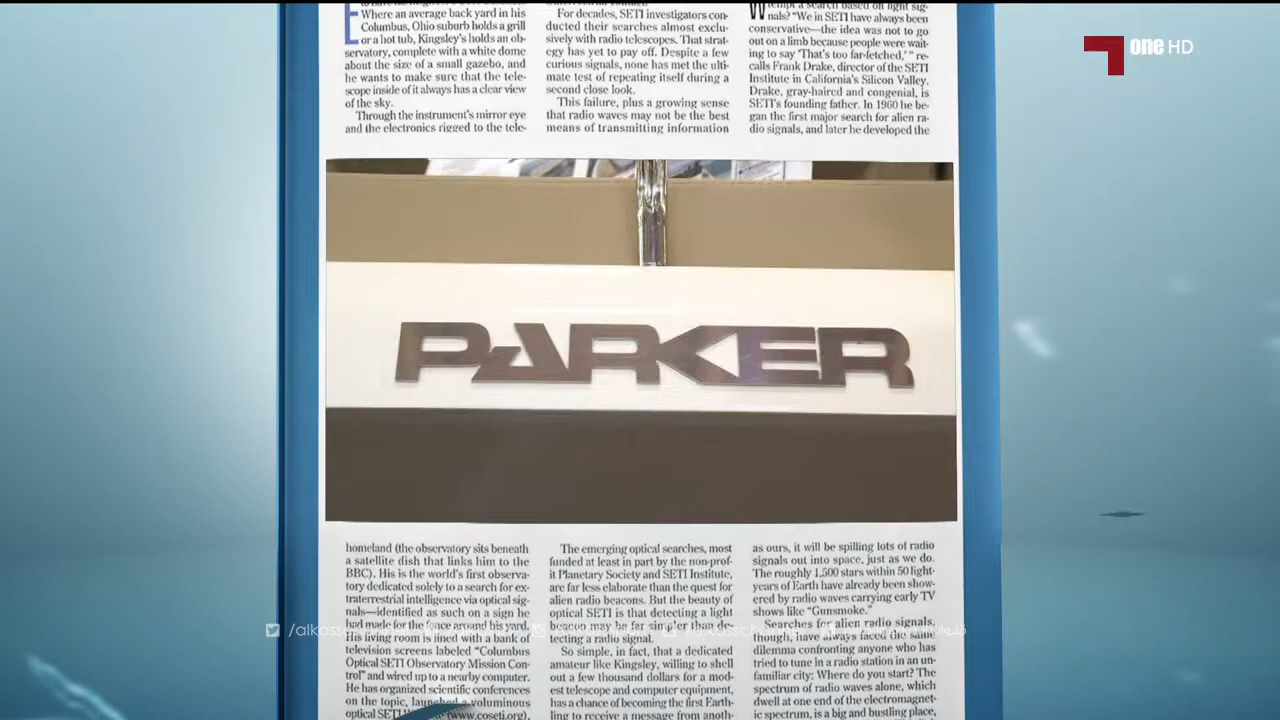 Where an average back yard in his
Columbus, Ohio suburb holds a grill
or a hot tub, Kingsley's holds an ob-
servatory, complete with a white dome
about the size of a small gazebo, and
he wants to make sure that the tele-
scope inside of it always has a clear view
of the sky.
Through the instrument's mirror eye
and the electronics rigged to the tele-
For decades, SETI investigators con-
ducted their searches almost exclu-
sively with radio telescopes. That strat-
egy has yet to pay off. Despite a few
curious signals, none has met the ulti-
mate test of repeating itself during a
second close look.
This failure, plus a growing sense
that radio waves may not be the best
means of transmitting information
tempt a search based on light sig-
nals? "We in SETI have always been
conservative—the idea was not to go
out on a limb because people were wait-
ing to say 'That's too far-fetched,' " re-
calls Frank Drake, director of the SETI
Institute in California's Silicon Valley.
Drake, gray-haired and congenial, is
SETI's founding father. In 1960 he be-
gan the first major search for alien ra-
dio signals, and later he developed the
one HD
PARKER
homeland (the observatory sits beneath
a satellite dish that links him to the
BBC). His is the world's first observa-
tory dedicated solely to a search for ex-
traterrestrial intelligence via optical sig-
nals—identified as such on a sign he
had made for the fence around his yard.
His living room is lined with a bank of
television screens labeled "Columbus
Optical SETI Observatory Mission Con-
trol" and wired up to a nearby computer.
He has organized scientific conferences
on the topic, launched a voluminous
optical SETI (www.coseti.org),
The emerging optical searches, most
funded at least in part by the non-prof-
it Planetary Society and SETI Institute,
are far less elaborate than the quest for
alien radio beacons. But the beauty of
optical SETI is that detecting a light
beacon may be far simpler than de-
tecting a radio signal.
So simple, in fact, that a dedicated
amateur like Kingsley, willing to shell
out a few thousand dollars for a mod-
est telescope and computer equipment,
has a chance of becoming the first Earth-
ling to receive a message from anoth-
as ours, it will be spilling lots of radio
signals out into space, just as we do.
The roughly 1,500 stars within 50 light-
years of Earth have already been show-
ered by radio waves carrying early TV
shows like "Gunsmoke."
Searches for alien radio signals,
though, have always faced the same
dilemma confronting anyone who has
tried to tune in a radio station in an un-
familiar city: Where do you start? The
spectrum of radio waves alone, which
dwell at one end of the electromagnet-
ic spectrum, is a big and bustling place,